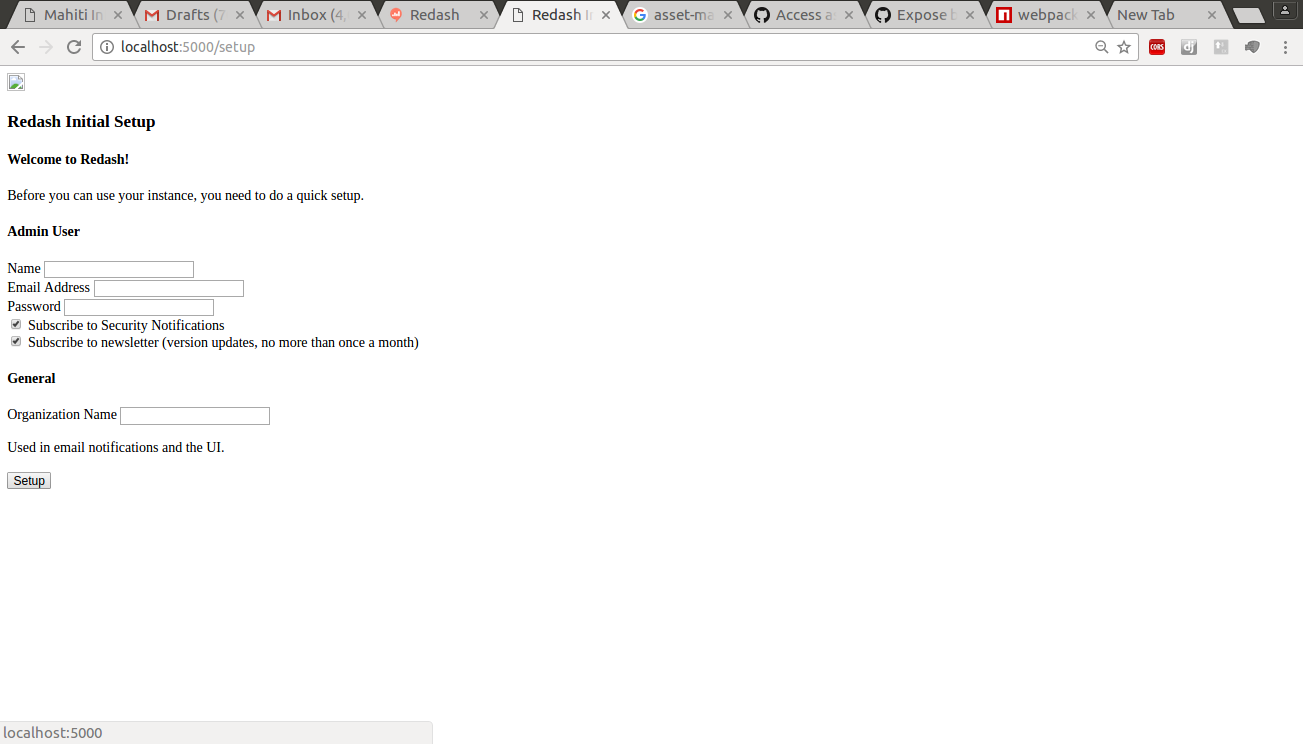 Mahiti In
Drafts (7
Inbox (4,
Redash
Redash I
asset-ma
Access a
Expose b
webpack
New Tab
localhost:5000/setup
CORS
dj
Redash Initial Setup
Welcome to Redash!
Before you can use your instance, you need to do a quick setup.
Admin User
Name
Email Address
Password
Subscribe to Security Notifications
Subscribe to newsletter (version updates, no more than once a month)
General
Organization Name
Used in email notifications and the UI.
Setup
localhost:5000